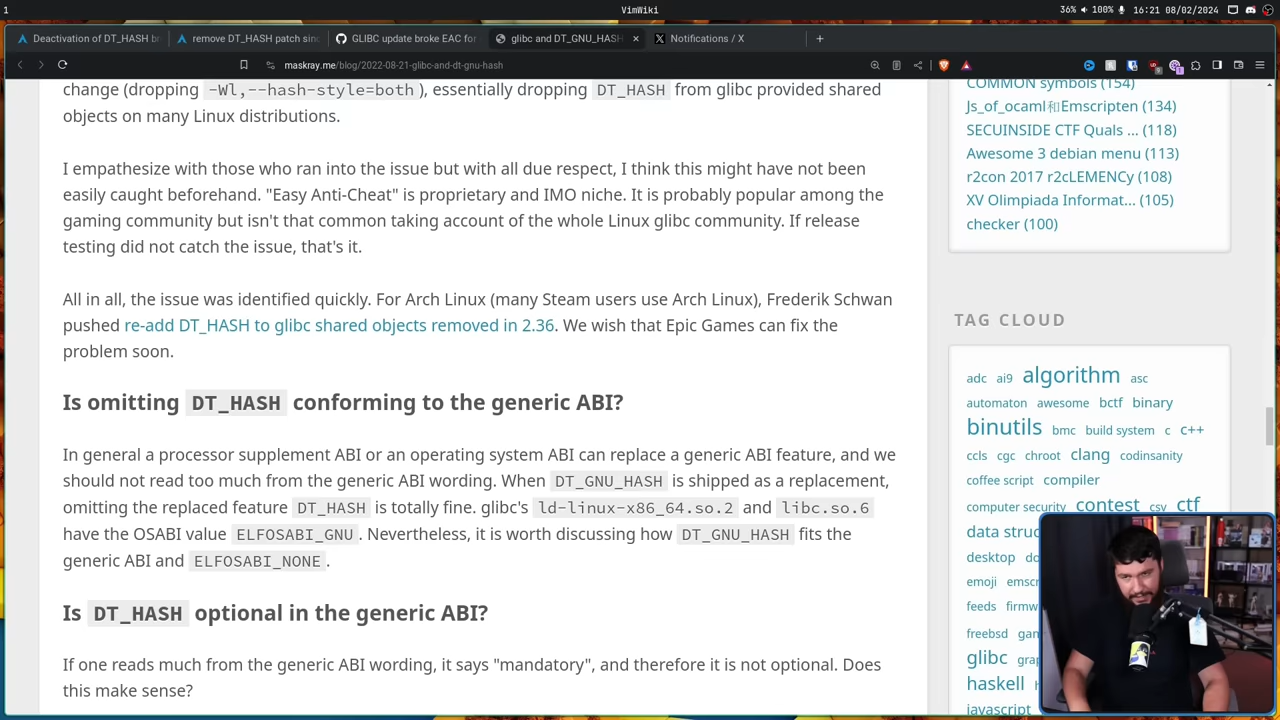 1
VimWiki
36% 100% 16:21 08/02/2024
Deactivation of DT_HASH br
remove DT_HASH patch sinc
GLIBC update broke EAC for
glibc and DT_GNU_HASH
Notifications / X
maskray.me/blog/2022-08-21-glibc-and-dt-gnu-hash
change (dropping -Wl,--hash-style=both), essentially dropping DT_HASH from glibc provided shared
objects on many Linux distributions.
I empathesize with those who ran into the issue but with all due respect, I think this might have not been
easily caught beforehand. "Easy Anti-Cheat" is proprietary and IMO niche. It is probably popular among the
gaming community but isn't that common taking account of the whole Linux glibc community. If release
testing did not catch the issue, that's it.
All in all, the issue was identified quickly. For Arch Linux (many Steam users use Arch Linux), Frederik Schwan
pushed re-add DT_HASH to glibc shared objects removed in 2.36. We wish that Epic Games can fix the
problem soon.
Is omitting DT_HASH conforming to the generic ABI?
In general a processor supplement ABI or an operating system ABI can replace a generic ABI feature, and we
should not read too much from the generic ABI wording. When DT_GNU_HASH is shipped as a replacement,
omitting the replaced feature DT_HASH is totally fine. glibc's ld-linux-x86_64.so.2 and libc.so.6
have the OSABI value ELFOSABI_GNU. Nevertheless, it is worth discussing how DT_GNU_HASH fits the
generic ABI and ELFOSABI_NONE.
Is DT_HASH optional in the generic ABI?
If one reads much from the generic ABI wording, it says "mandatory", and therefore it is not optional. Does
this make sense?
COMMON symbols (154)
Js_of_ocaml和Emscripten (134)
SECUINSIDE CTF Quals ... (118)
Awesome 3 debian menu (113)
r2con 2017 r2cLEMENCy (108)
XV Olimpiada Informat... (105)
checker (100)
TAG CLOUD
adc ai9 algorithm asc
automaton awesome bctf binary
binutils bmc build system c c++
ccls cgc chroot clang codinsanity
coffee script compiler
computer security contest csv ctf
data struc
desktop do
emoji emscr
feeds firmw
freebsd gam
glibc grap
haskell
javascript